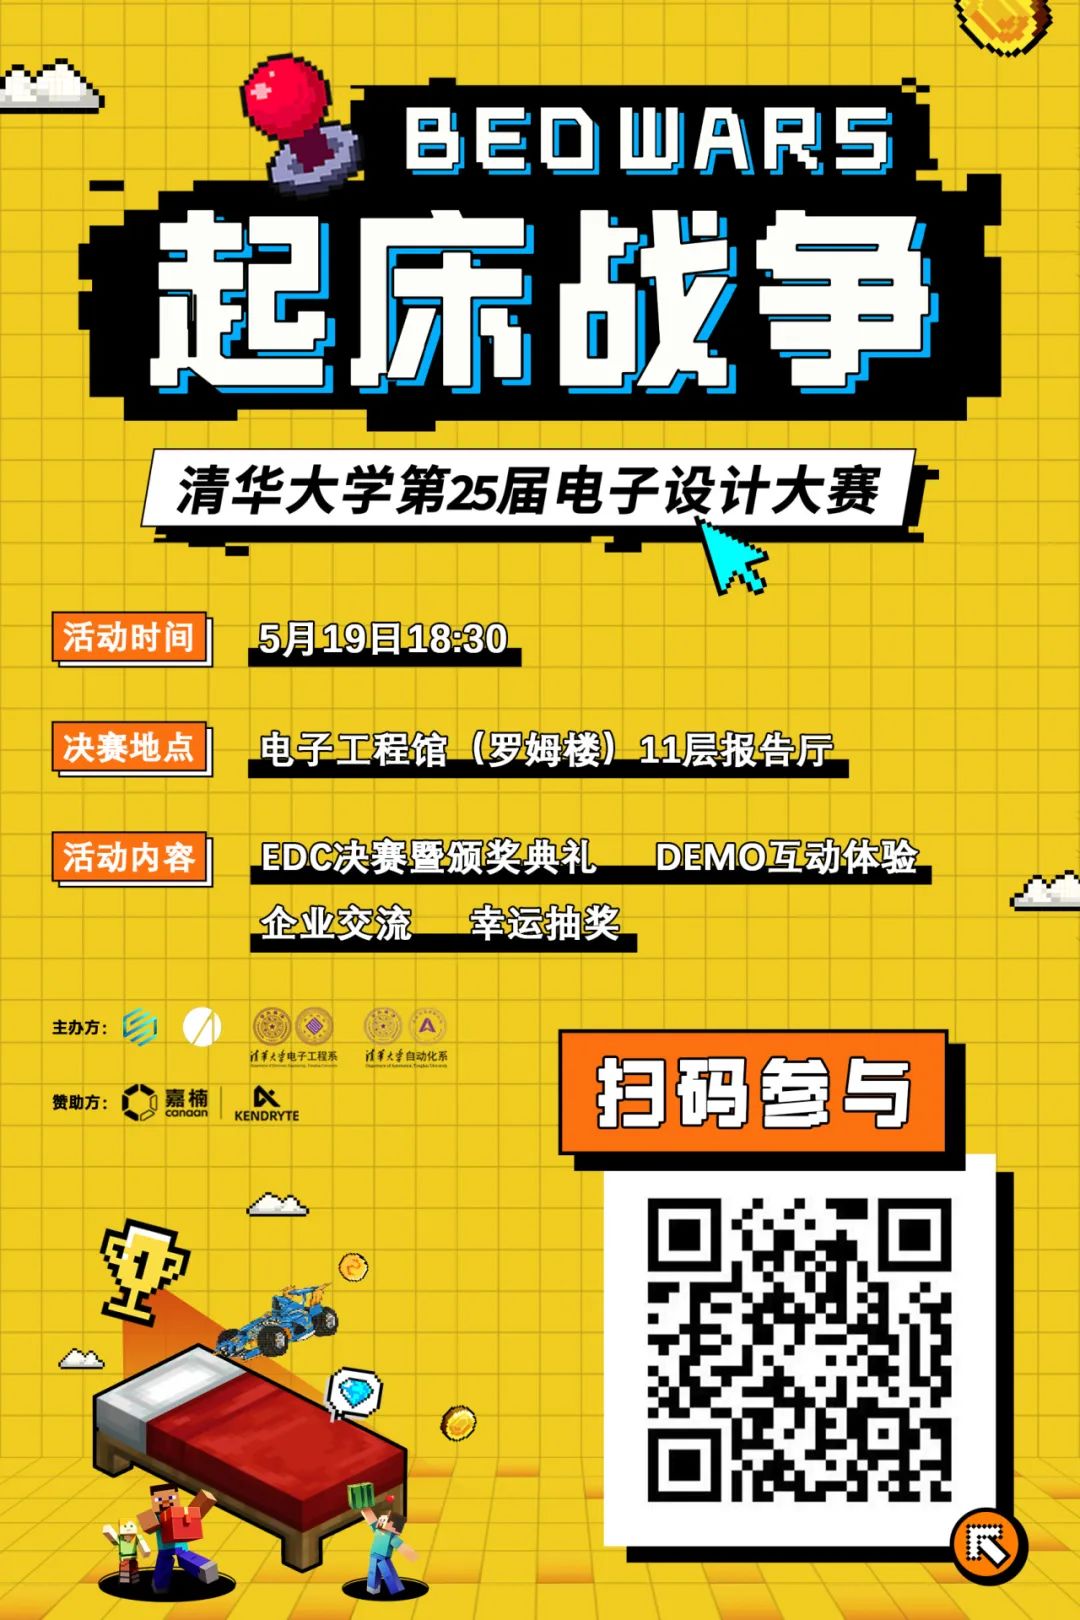 BED WARS
起床战争
清华大学第25届电子设计大赛
活动时间 5月19日18:30
决赛地点 电子工程馆（罗姆楼）11层报告厅
活动内容 EDC决赛暨颁奖典礼 DEMO互动体验
企业交流 幸运抽奖
主办方：
清华大学电子工程系 清华大学自动化系
赞助方： 嘉楠 canaan KENDRYTE
扫码参与
1